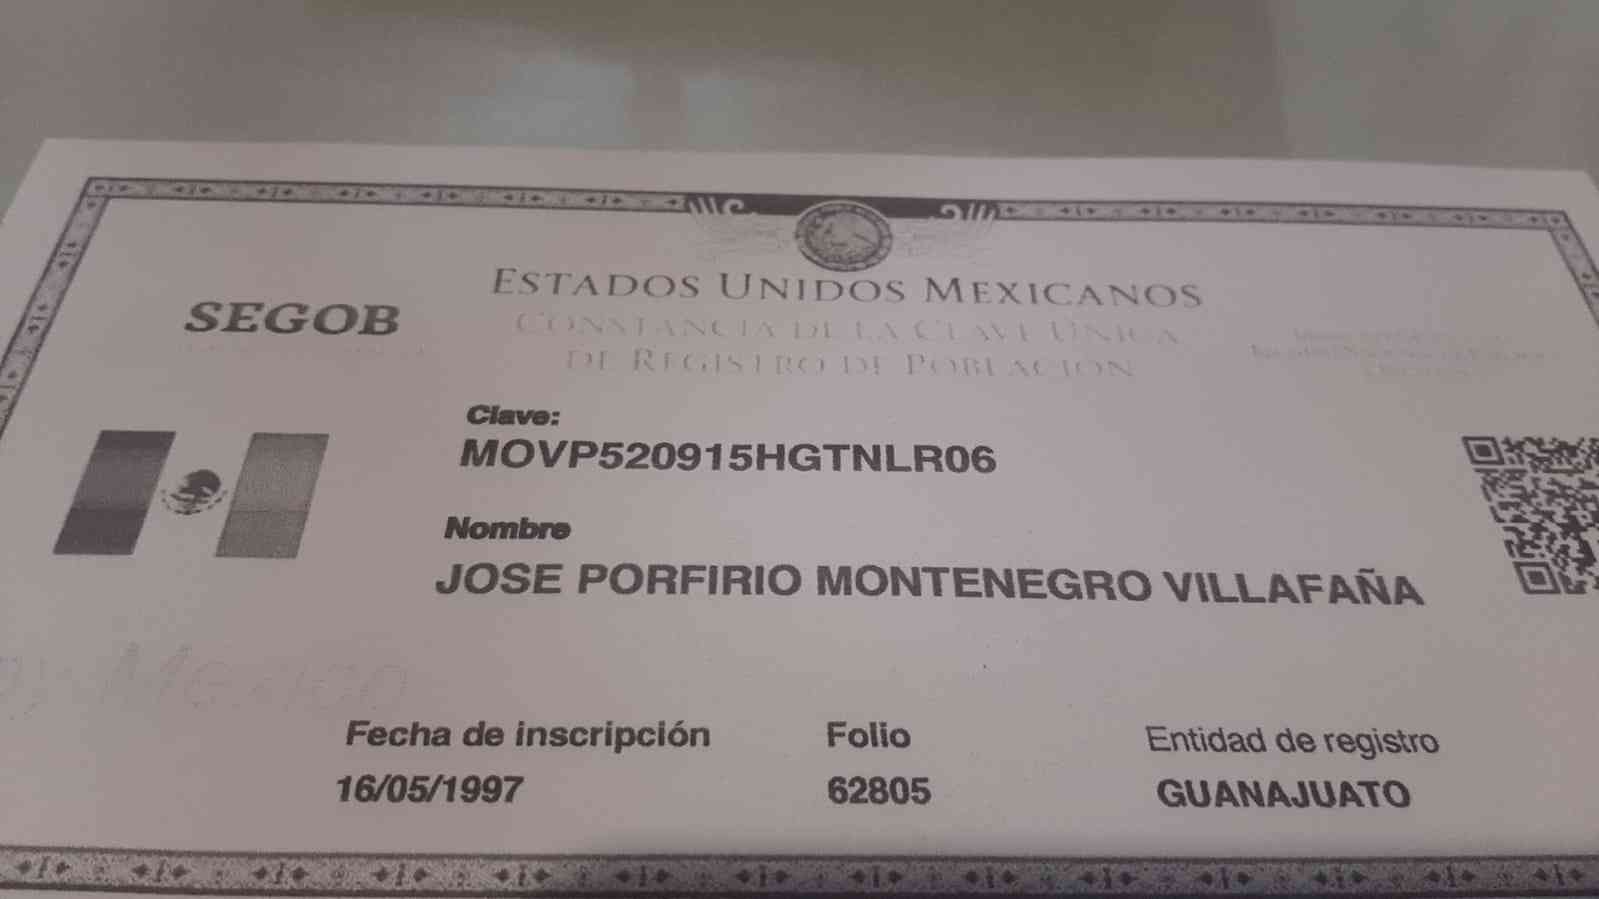 ESTADOS UNIDOS MEXICANOS
SEGOB
CONSTANCIA DE LA CLAVE ÚNICA
DE REGISTRO DE POBLACIÓN
Clave:
MOVP520915HGTNLR06
Nombre
JOSE PORFIRIO MONTENEGRO VILLAFAÑA
México
Fecha de inscripción Folio Entidad de registro
16/05/1997 62805 GUANAJUATO